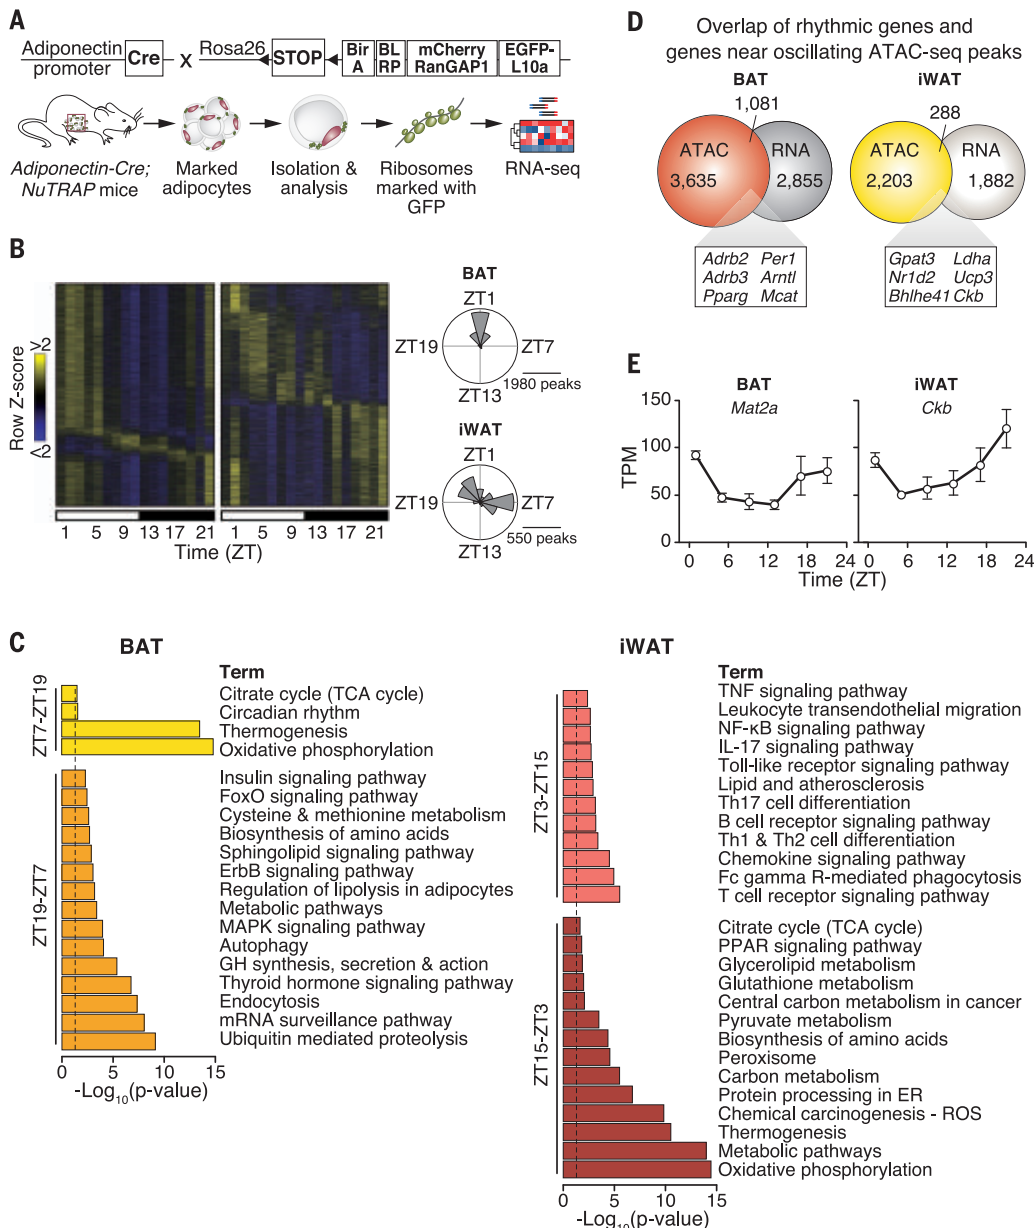 A
Adiponectin
promoter
Cre
x
Rosa26
STOP
Bir
A
BL
RP
mCherry
RanGAP1
EGFP-
L10a
Adiponectin-Cre;
NuTRAP mice
Marked
adipocytes
Isolation &
analysis
Ribosomes
marked with
GFP
RNA-seq
D
Overlap of rhythmic genes and
genes near oscillating ATAC-seq peaks
BAT
iWAT
1,081
288
ATAC
RNA
3,635
2,855
ATAC
RNA
2,203
1,882
Adrb2 Per1
Adrb3 Arntl
Pparg Mcat
Gpat3 Ldha
Nr1d2 Ucp3
Bhlhe41 Ckb
B
Row Z-score
>2
<2
1 5 9 13 17 21
1 5 9 13 17 21
Time (ZT)
BAT
ZT1
ZT19
ZT7
ZT13
1980 peaks
iWAT
ZT1
ZT19
ZT7
ZT13
550 peaks
E
BAT
Mat2a
iWAT
Ckb
TPM
150
100
50
0
0 6 12 18 24
0 6 12 18 24
Time (ZT)
C
BAT
Term
ZT7-ZT19
Citrate cycle (TCA cycle)
Circadian rhythm
Thermogenesis
Oxidative phosphorylation
ZT19-ZT7
Insulin signaling pathway
FoxO signaling pathway
Cysteine & methionine metabolism
Biosynthesis of amino acids
Sphingolipid signaling pathway
ErbB signaling pathway
Regulation of lipolysis in adipocytes
Metabolic pathways
MAPK signaling pathway
Autophagy
GH synthesis, secretion & action
Thyroid hormone signaling pathway
Endocytosis
mRNA surveillance pathway
Ubiquitin mediated proteolysis
0 5 10 15
-Log10(p-value)
iWAT
Term
ZT3-ZT15
TNF signaling pathway
Leukocyte transendothelial migration
NF-κB signaling pathway
IL-17 signaling pathway
Toll-like receptor signaling pathway
Lipid and atherosclerosis
Th17 cell differentiation
B cell receptor signaling pathway
Th1 & Th2 cell differentiation
Chemokine signaling pathway
Fc gamma R-mediated phagocytosis
T cell receptor signaling pathway
ZT15-ZT3
Citrate cycle (TCA cycle)
PPAR signaling pathway
Glycerolipid metabolism
Glutathione metabolism
Central carbon metabolism in cancer
Pyruvate metabolism
Biosynthesis of amino acids
Peroxisome
Carbon metabolism
Protein processing in ER
Chemical carcinogenesis - ROS
Thermogenesis
Metabolic pathways
Oxidative phosphorylation
0 5 10 15
-Log10(p-value)